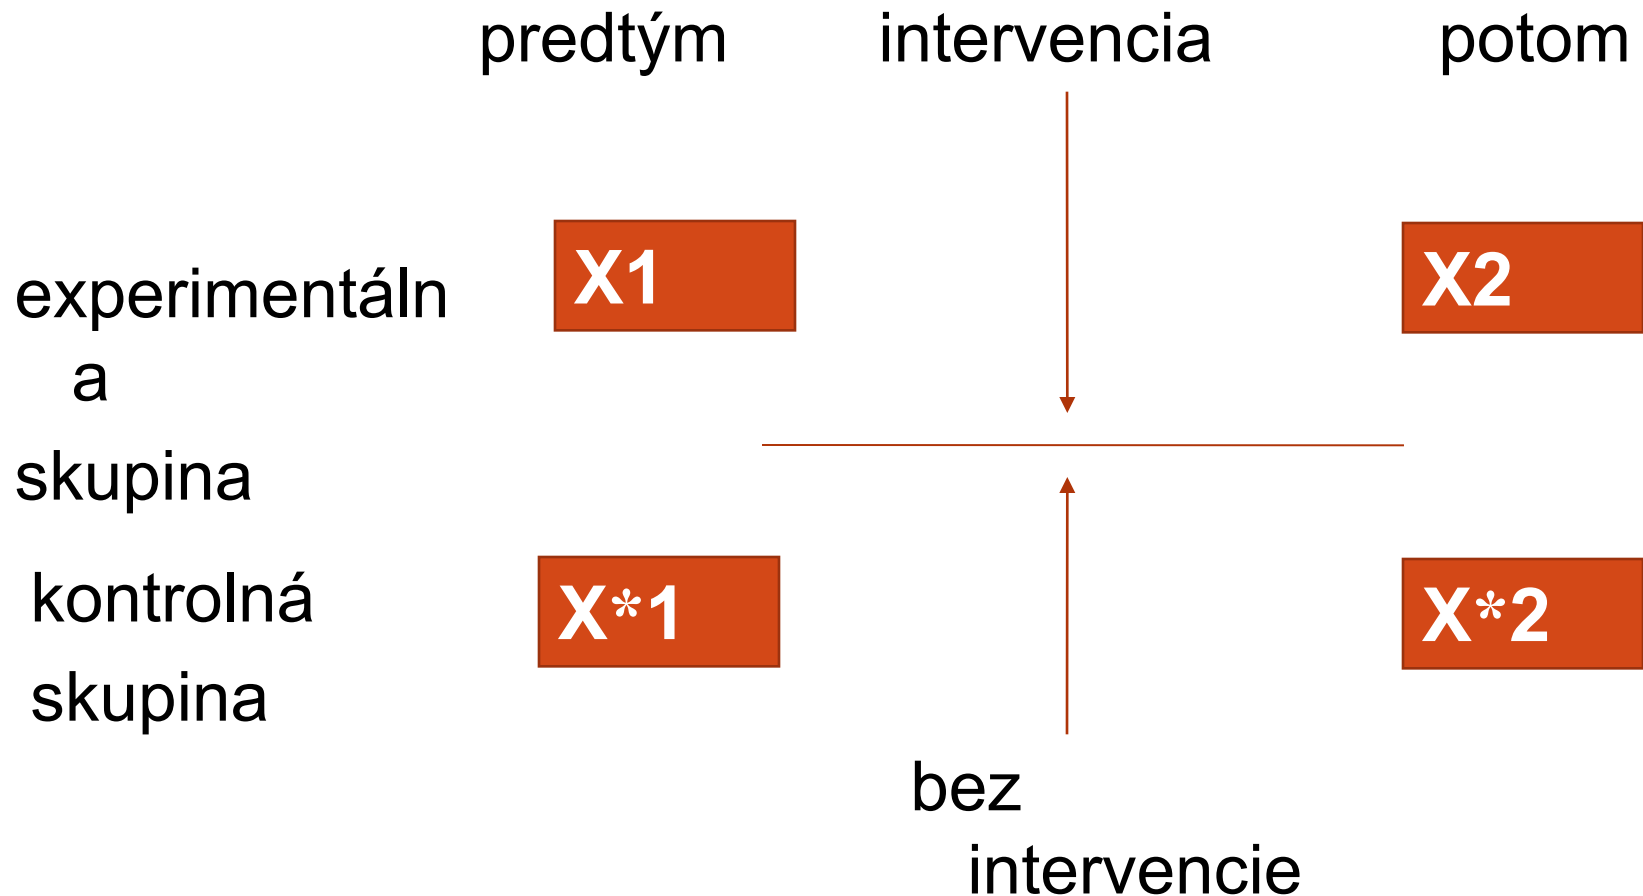 predtým intervencia potom
X1 X2
experimentáln
a
skupina
X*1 X*2
kontrolná
skupina
bez
intervencie